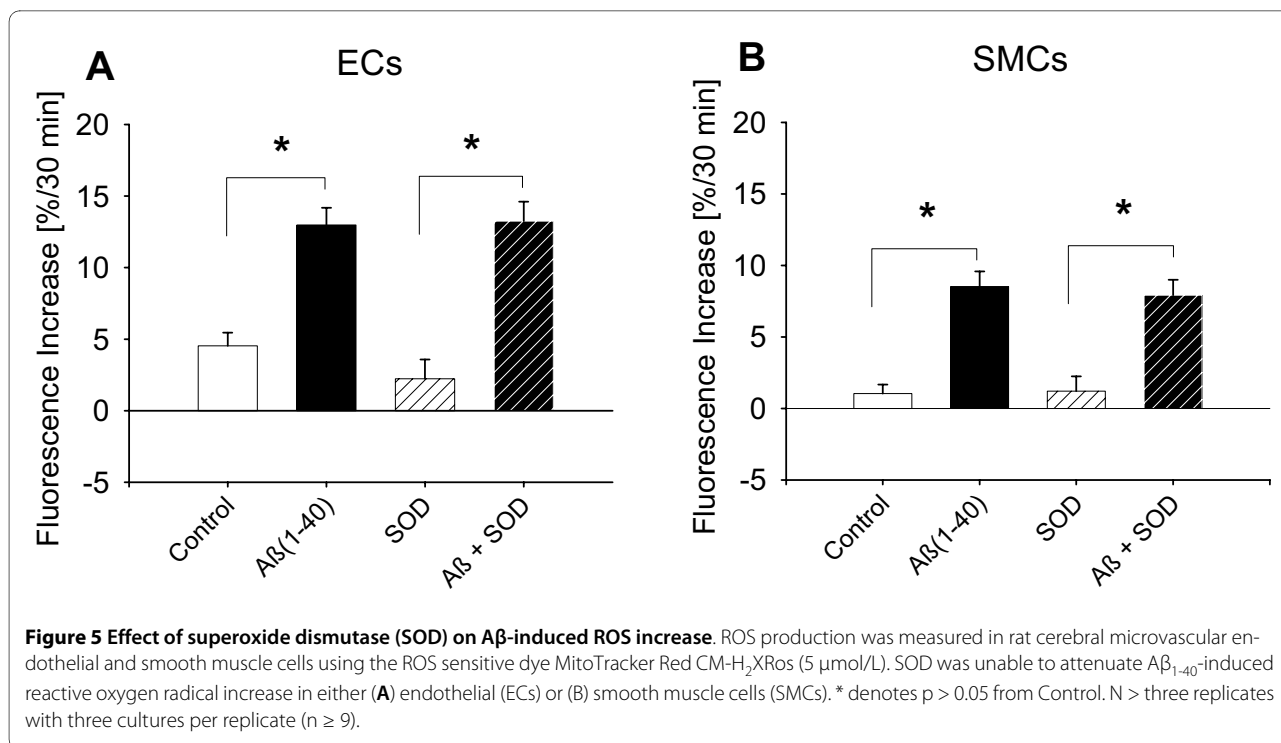 A
ECs
Fluorescence Increase [%/30 min]
20
15
10
5
0
-5
*
*
Control
Aß(1-40)
SOD
Aß + SOD
B
SMCs
Fluorescence Increase [%/30 min]
20
15
10
5
0
-5
*
*
Control
Aß(1-40)
SOD
Aß + SOD
Figure 5 Effect of superoxide dismutase (SOD) on Aβ-induced ROS increase. ROS production was measured in rat cerebral microvascular en-
dothelial and smooth muscle cells using the ROS sensitive dye MitoTracker Red CM-H₂XRos (5 μmol/L). SOD was unable to attenuate Aβ₁₋₄₀-induced
reactive oxygen radical increase in either (A) endothelial (ECs) or (B) smooth muscle cells (SMCs). * denotes p > 0.05 from Control. N > three replicates
with three cultures per replicate (n ≥ 9).